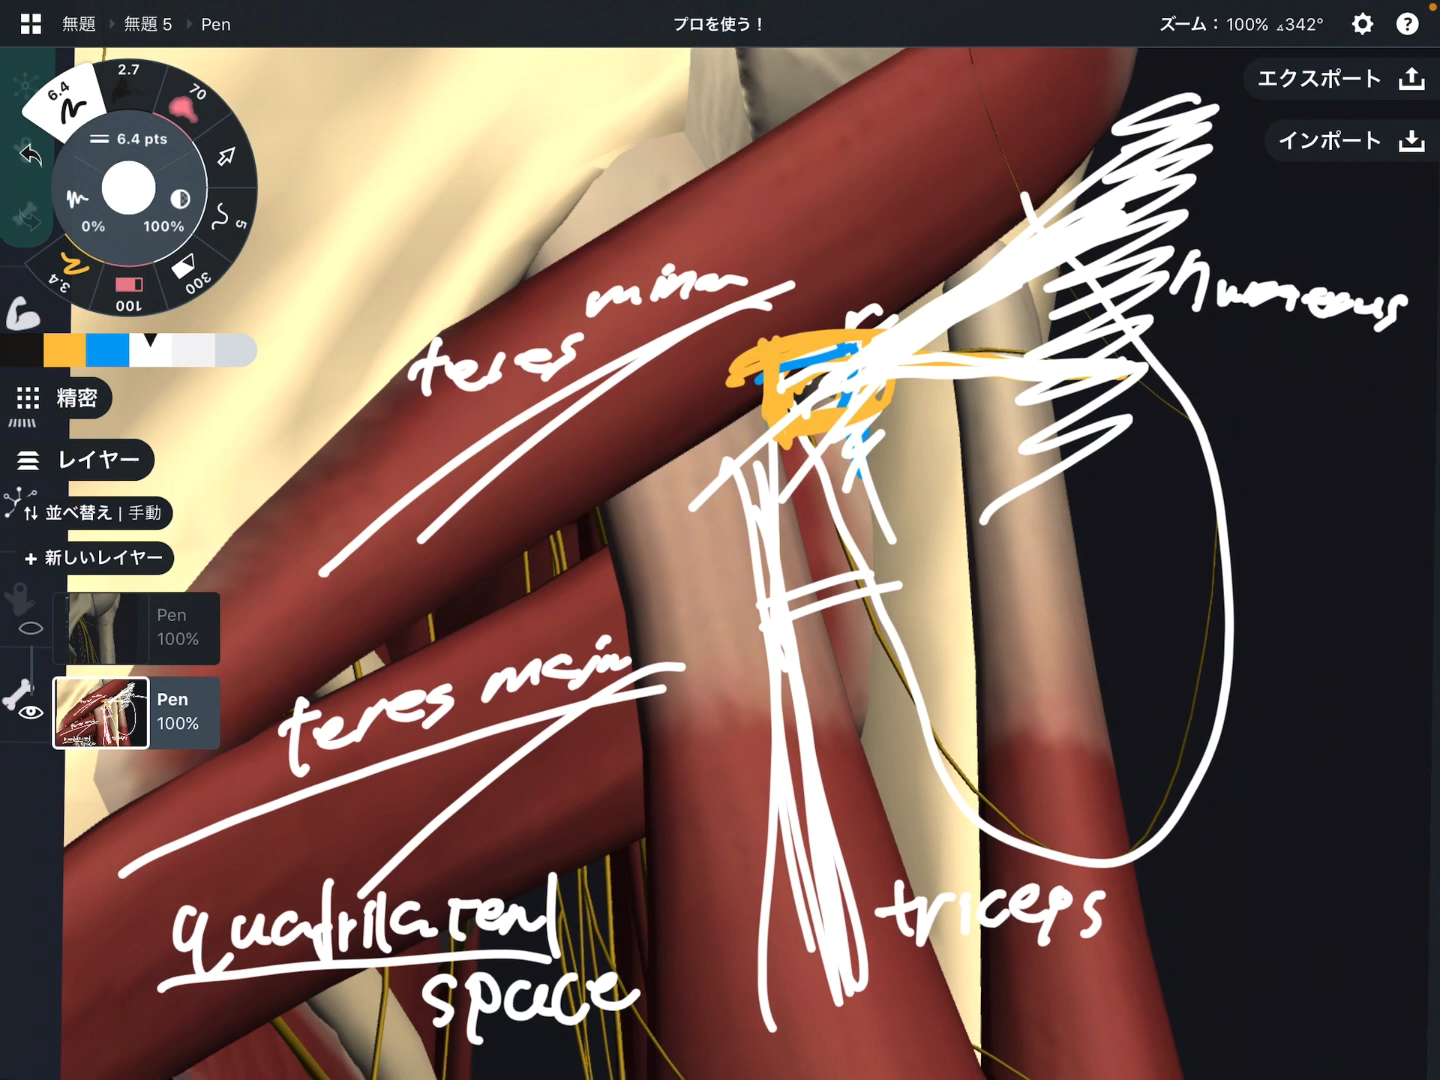 無題 無題 5 Pen
プロを使う！
ズーム： 100% ⊿342°
エクスポート
インポート
2.7
6.4
70
6.4 pts
0% 100%
5
3.4
100
300
精密
レイヤー
並べ替え | 手動
+ 新しいレイヤー
Pen
100%
Pen
100%
teres minor
humerous
teres major
quadrilateral
space
triceps